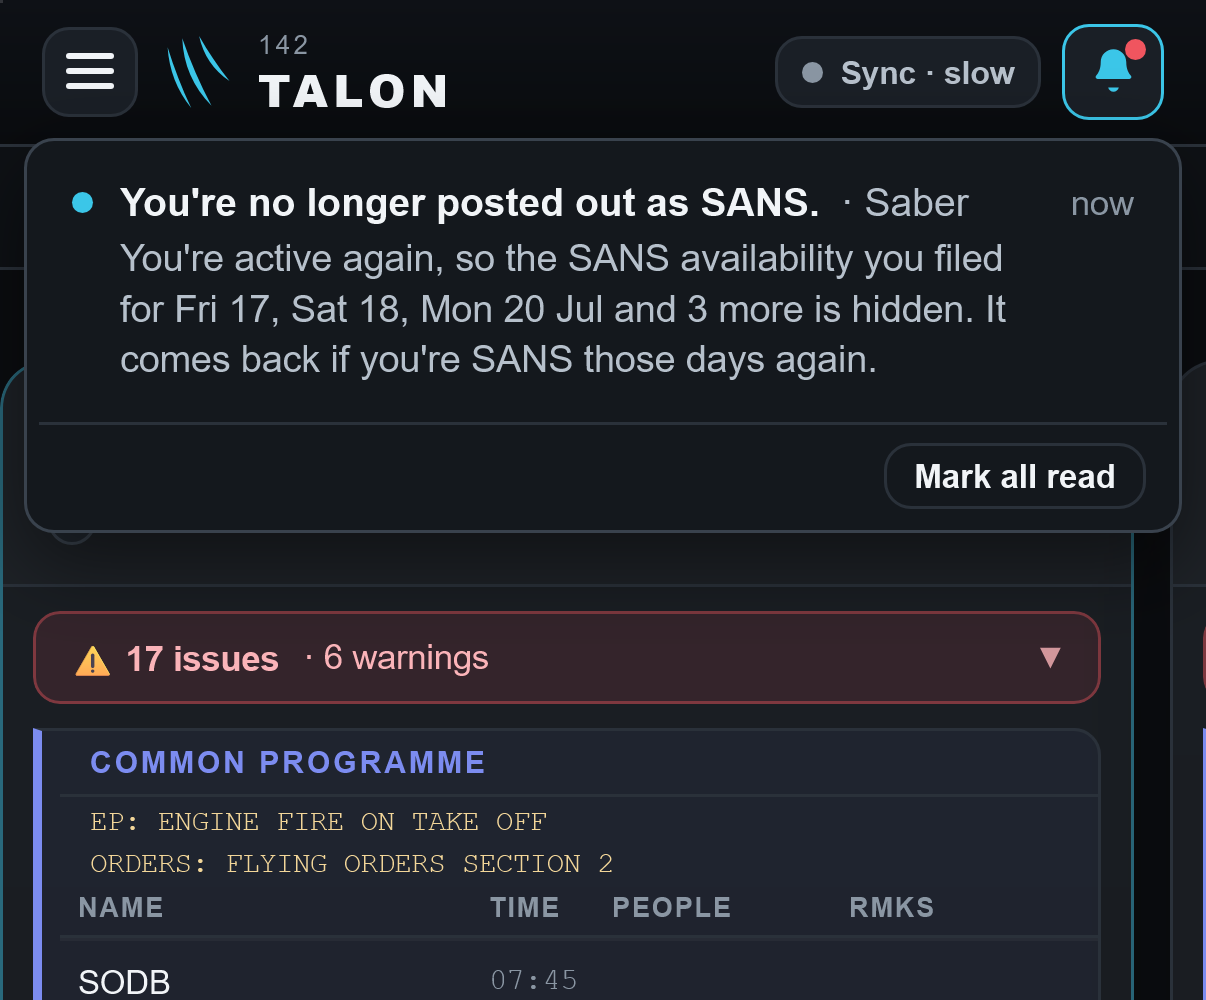 142
TALON
Sync · slow
You're no longer posted out as SANS. · Saber now
You're active again, so the SANS availability you filed
for Fri 17, Sat 18, Mon 20 Jul and 3 more is hidden. It
comes back if you're SANS those days again.
Mark all read
17 issues · 6 warnings
COMMON PROGRAMME
EP: ENGINE FIRE ON TAKE OFF
ORDERS: FLYING ORDERS SECTION 2
NAME TIME PEOPLE RMKS
SODB 07:45